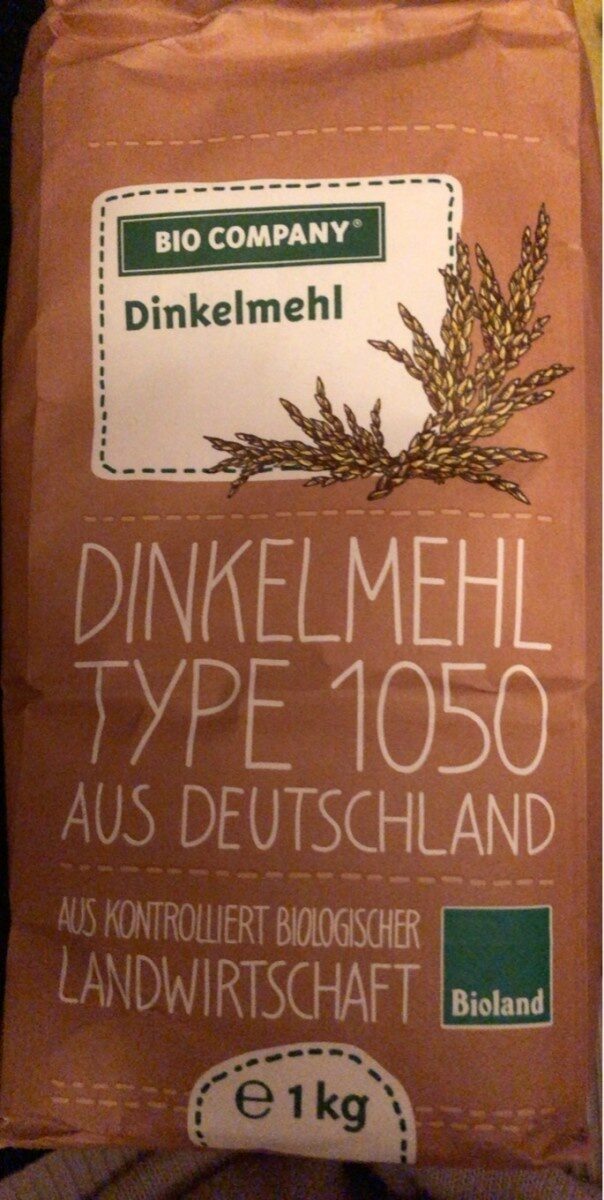 BIO COMPANY®
Dinkelmehl
DINKELMEHL
TYPE 1050
AUS DEUTSCHLAND
AUS KONTROLLIERT BIOLOGISCHER
LANDWIRTSCHAFT
Bioland
℮ 1 kg